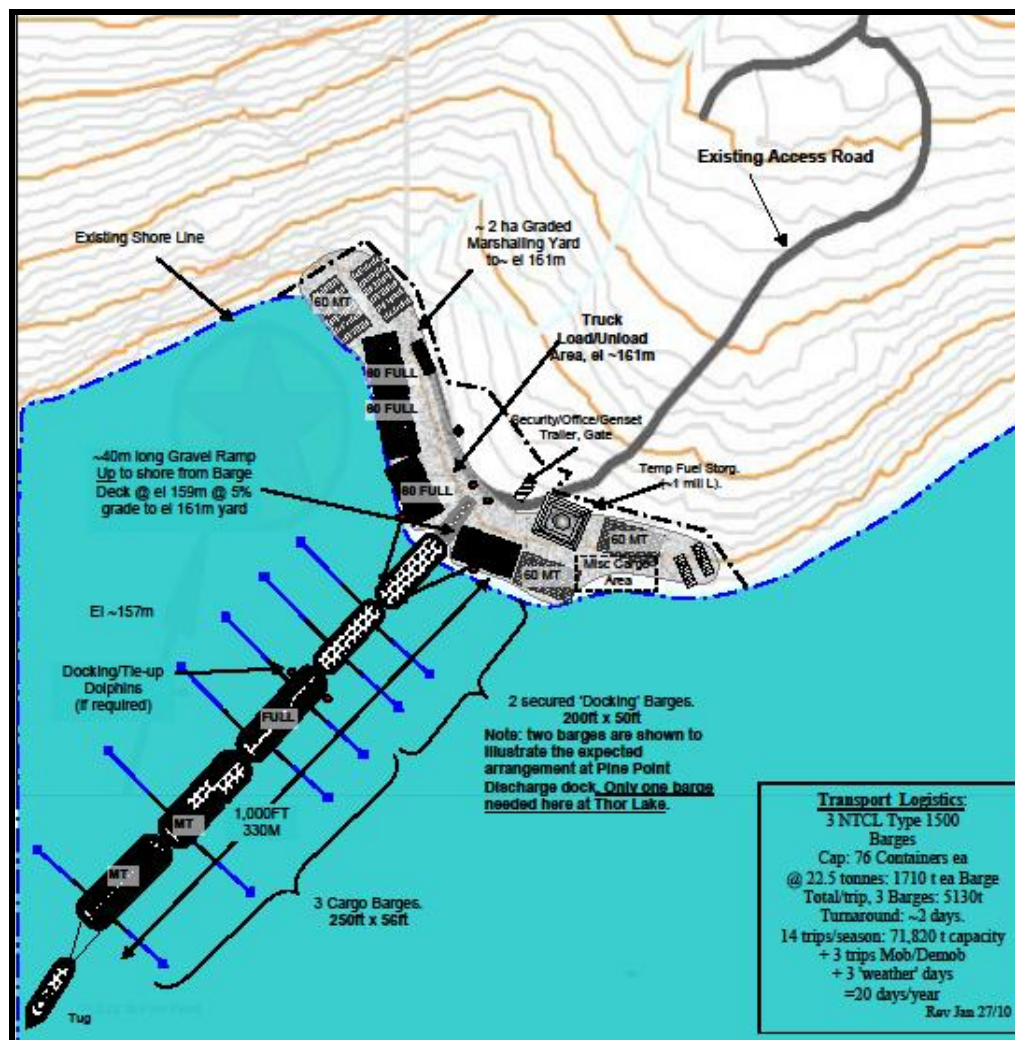 Existing Access Road
~ 2 ha Graded
Marshalling Yard
to~ el 161m
Existing Shore Line
60 MT
Truck
Load/Unload
Area, el ~161m
80 FULL
80 FULL
Security/Office/Genset
Trailer, Gate
~40m long Gravel Ramp
Up to shore from Barge
Deck @ el 159m @ 5%
grade to el 161m yard
80 FULL
Temp Fuel Storg.
(~1 mill L).
60 MT
60 MT
Misc Cargo
Area
El ~157m
Docking/Tie-up
Dolphins
(if required)
FULL
2 secured 'Docking' Barges.
200ft x 50ft
Note: two barges are shown to
illustrate the expected
arrangement at Pine Point
Discharge dock. Only one barge
needed here at Thor Lake.
MT
1,000FT
330M
MT
3 Cargo Barges.
250ft x 56ft
Tug
Transport Logistics:
3 NTCL Type 1500
Barges
Cap: 76 Containers ea
@ 22.5 tonnes: 1710 t ea Barge
Total/trip, 3 Barges: 5130t
Turnaround: ~2 days.
14 trips/season: 71,820 t capacity
+ 3 trips Mob/Demob
+ 3 'weather' days
=20 days/year
Rev Jan 27/10